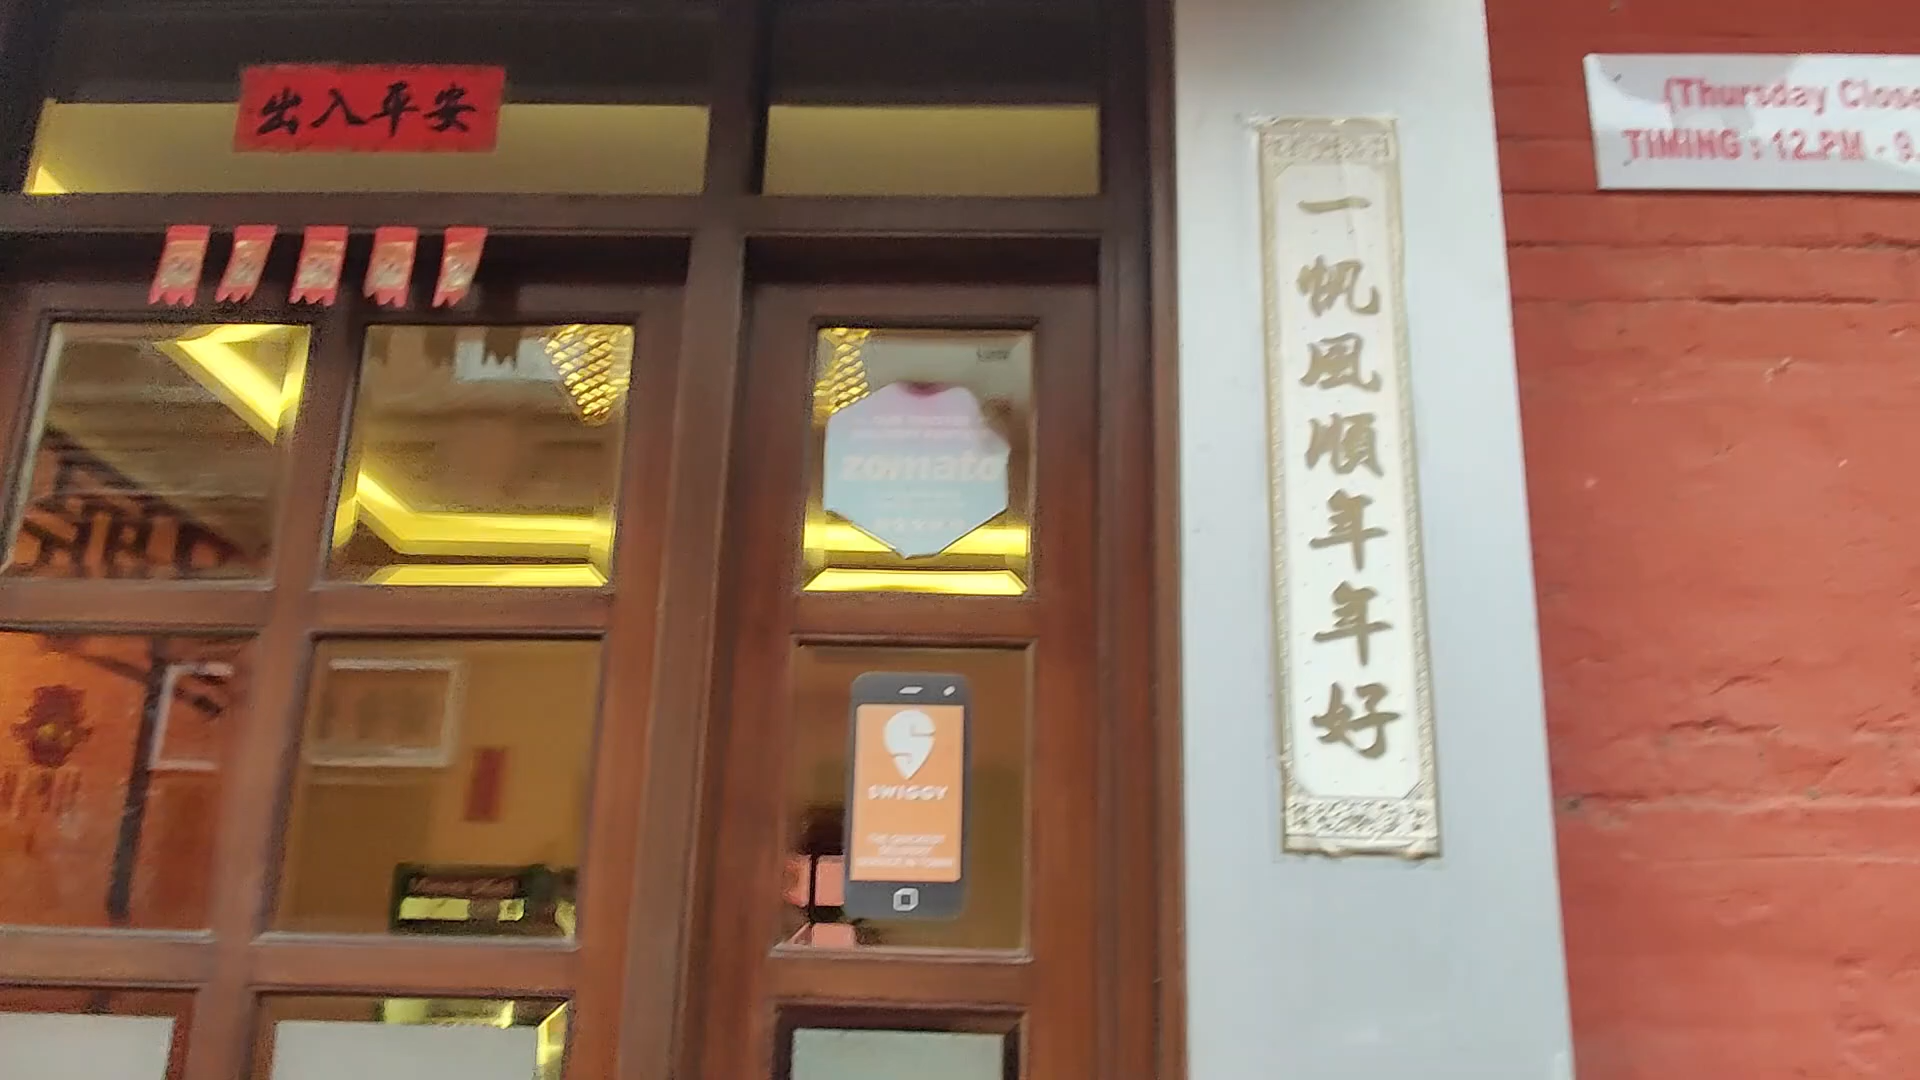 出入平安
一帆風順年年好
(Thursday Close
TIMING : 12.PM - 9.
zomato
SWIGGY